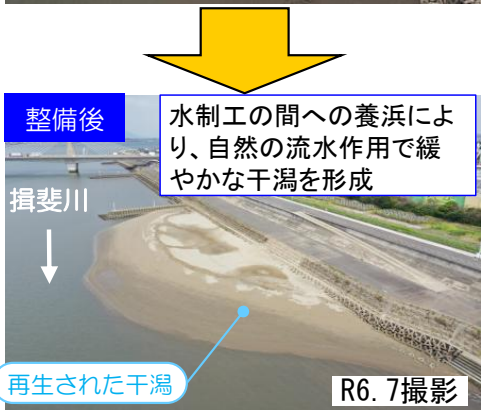 整備後
水制工の間への養浜によ
り、自然の流水作用で緩
やかな干潟を形成
揖斐川
再生された干潟
R6.7撮影